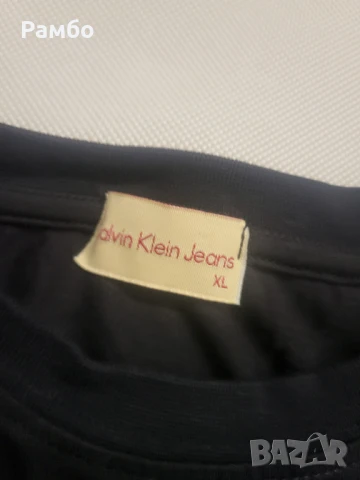 Рамбо
alvin Klein Jeans
XL
BAZAR